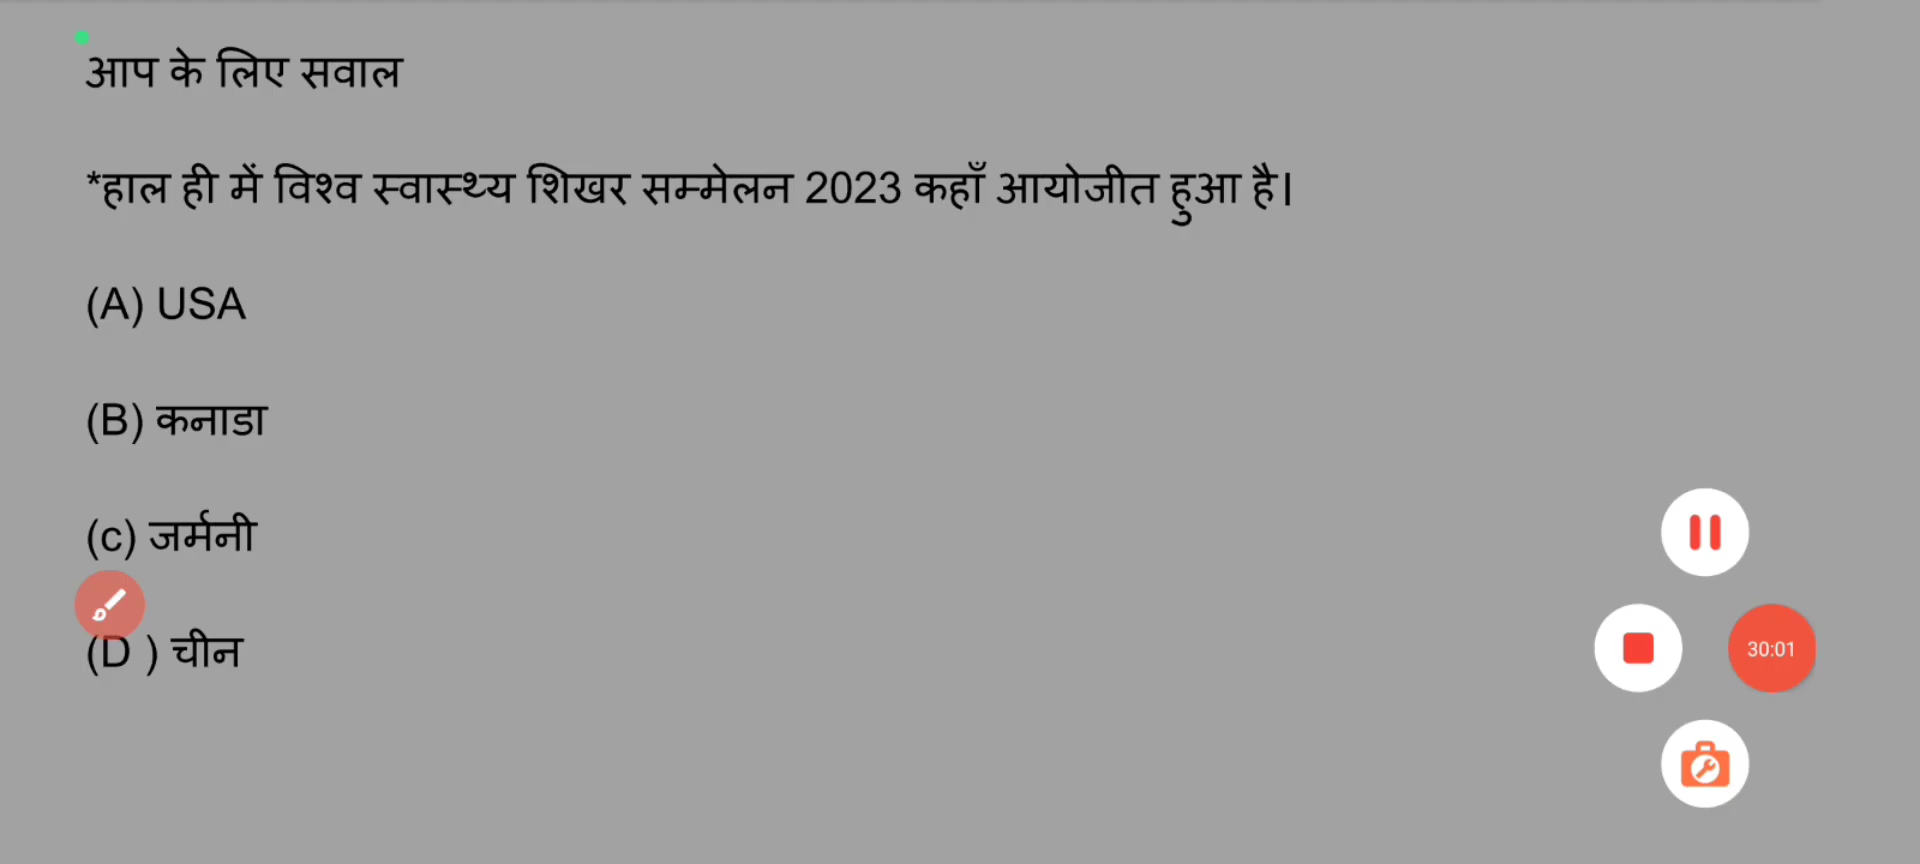 आप के लिए सवाल
*हाल ही में विश्व स्वास्थ्य शिखर सम्मेलन 2023 कहाँ आयोजीत हुआ है।
(A) USA
(B) कनाडा
(c) जर्मनी
(D ) चीन
30:01